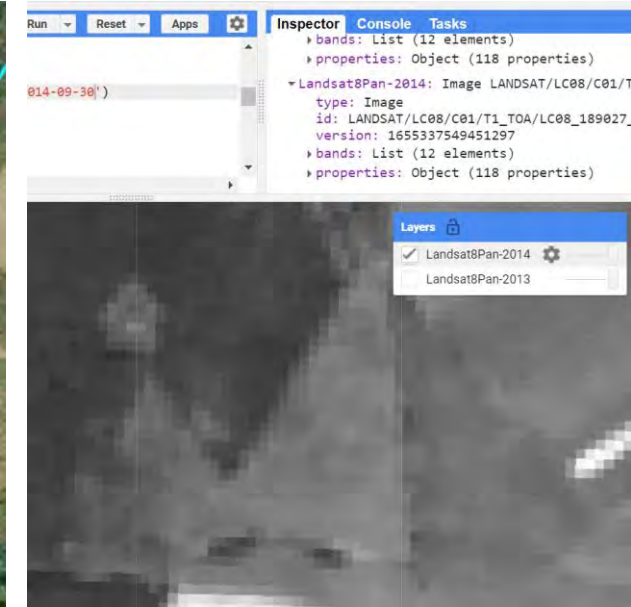 Run Reset Apps
Inspector Console Tasks
bands: List (12 elements)
properties: Object (118 properties)
014-09-30')
Landsat8Pan-2014: Image LANDSAT/LC08/C01/T
type: Image
id: LANDSAT/LC08/C01/T1_TOA/LC08_189027_
version: 1655337549451297
bands: List (12 elements)
properties: Object (118 properties)
Layers
Landsat8Pan-2014
Landsat8Pan-2013